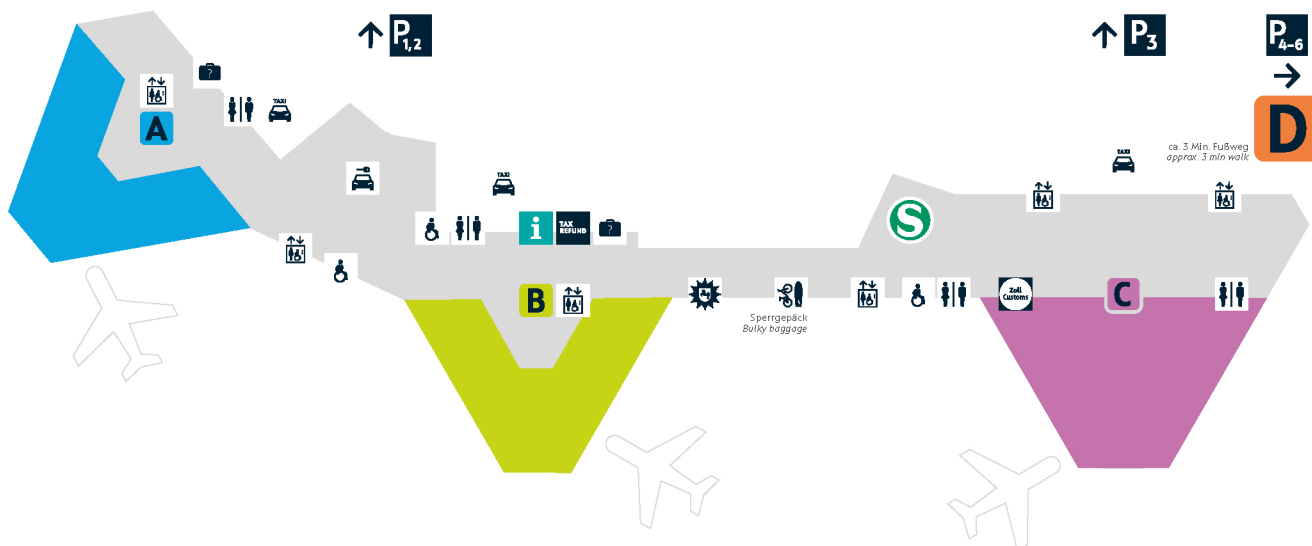 P1,2
P3
P4-6
?
TAXI
A
D
ca. 3 Min. Fußweg
approx. 3 min walk
TAXI
TAXI
S
i
TAX
REFUND
?
B
Zoll
Customs
C
Sperrgepäck
Bulky baggage